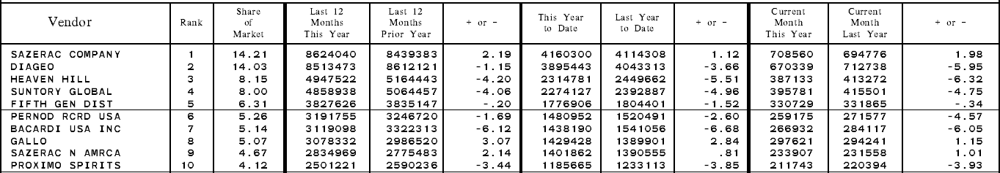 Vendor Rank Share of Market Last 12 Months This Year Last 12 Months Prior Year + or - This Year to Date Last Year to Date + or - Current Month This Year Current Month Last Year + or -
SAZERAC COMPANY 1 14.21 8624040 8439383 2.19 4160300 4114308 1.12 708560 694776 1.98
DIAGEO 2 14.03 8513473 8612121 -1.15 3895443 4043313 -3.66 670339 712738 -5.95
HEAVEN HILL 3 8.15 4947522 5164443 -4.20 2314781 2449662 -5.51 387133 413272 -6.32
SUNTORY GLOBAL 4 8.00 4858938 5064457 -4.06 2274127 2392887 -4.96 395781 415501 -4.75
FIFTH GEN DIST 5 6.31 3827626 3835147 -.20 1776906 1804401 -1.52 330729 331865 -.34
PERNOD RCRD USA 6 5.26 3191755 3246720 -1.69 1480952 1520491 -2.60 259175 271577 -4.57
BACARDI USA INC 7 5.14 3119098 3322313 -6.12 1438190 1541056 -6.68 266932 284117 -6.05
GALLO 8 5.07 3078332 2986520 3.07 1429428 1389901 2.84 297621 294241 1.15
SAZERAC N AMRCA 9 4.67 2834969 2775483 2.14 1401862 1390555 .81 233907 231558 1.01
PROXIMO SPIRITS 10 4.12 2501221 2590236 -3.44 1185665 1233113 -3.85 211743 220394 -3.93